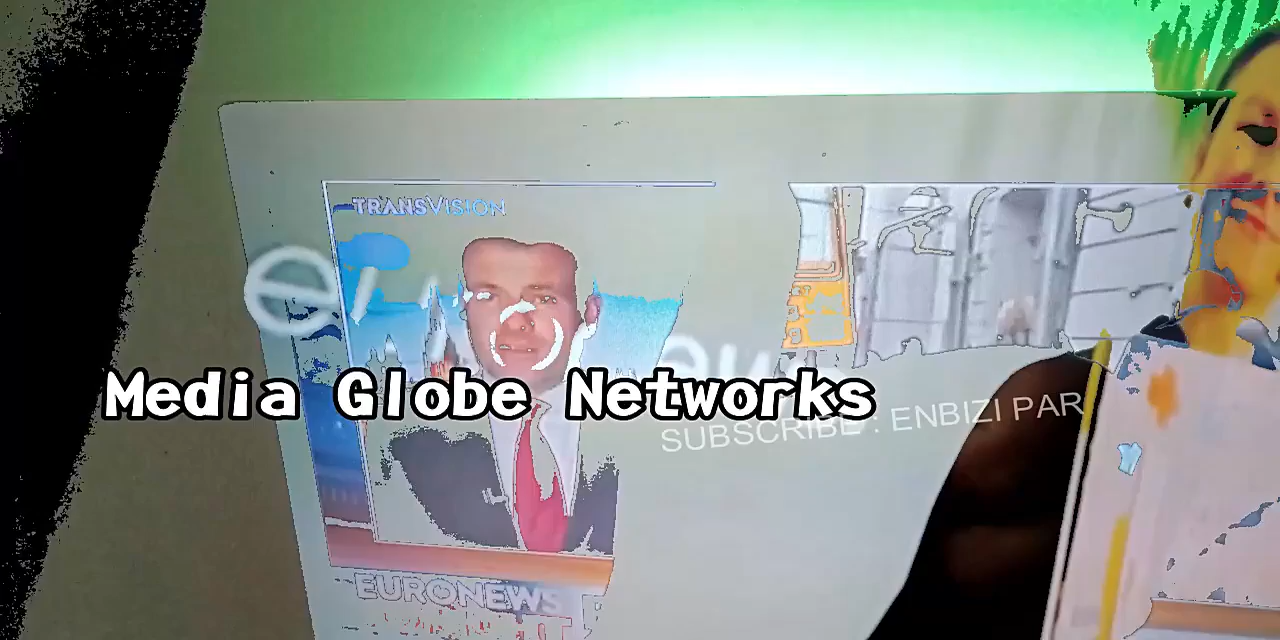 TRANSVISION
Media Globe Networks
SUBSCRIBE : ENBIZI PAR
EURONEWS